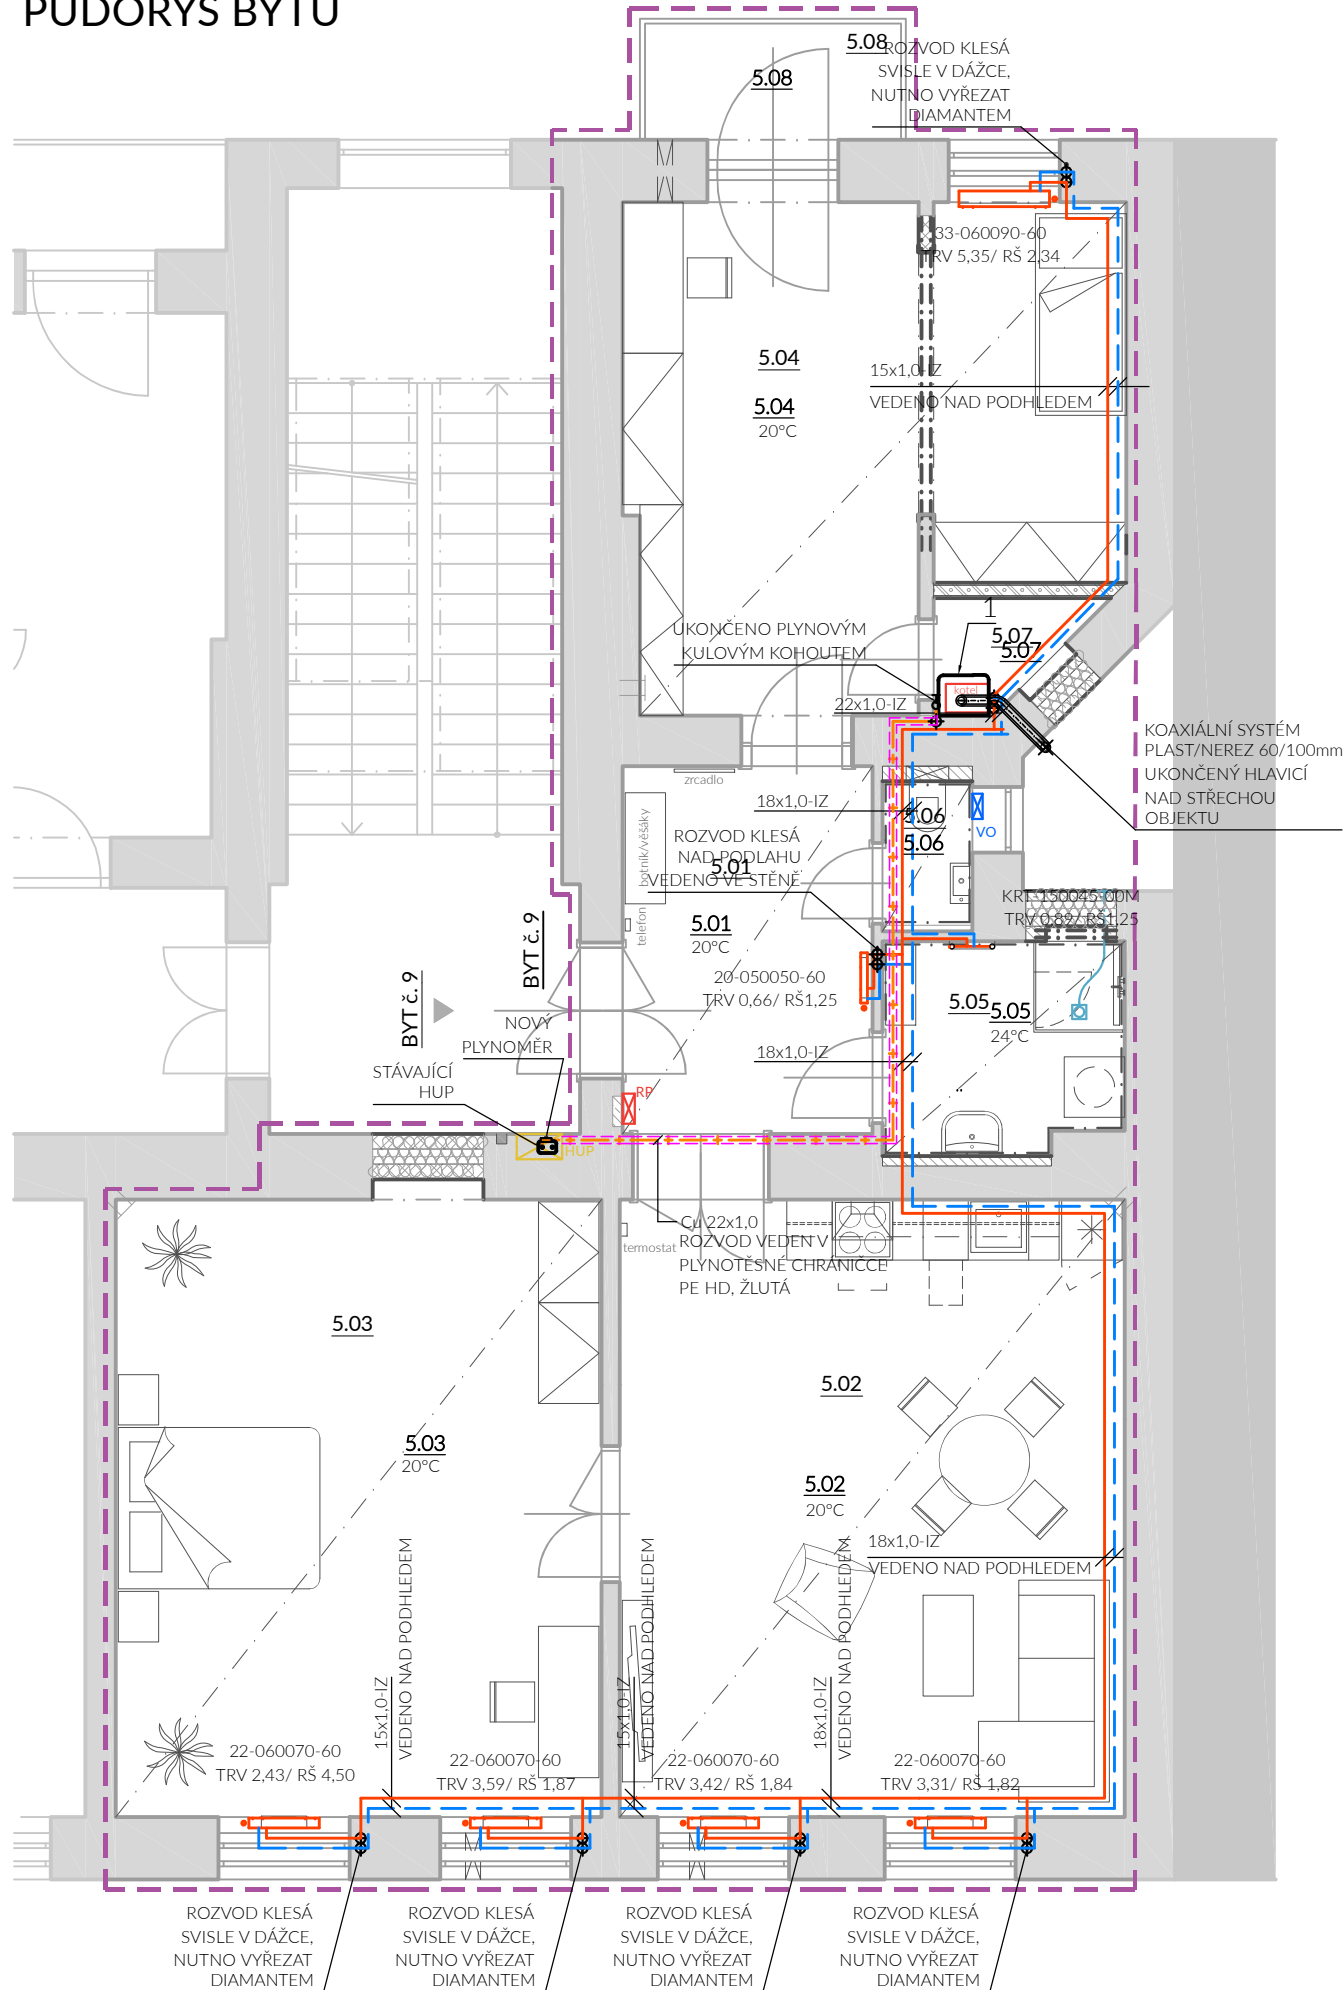 PŮDORYS BYTU
5.08
ROZVOD KLESÁ
SVISLE V DÁŽCE,
NUTNO VYŘEZAT
DIAMANTEM
5.08
33-060090-60
TRV 5,35/ RŠ 2,34
5.04
5.04
20°C
15x1,0-IZ
VEDENO NAD PODHLEDEM
1
UKONČENO PLYNOVÝM
KULOVÝM KOHOUTEM
5.07
5.07
kotel
22x1,0-IZ
KOAXIÁLNÍ SYSTÉM
PLAST/NEREZ 60/100mm
UKONČENÝ HLAVICÍ
NAD STŘECHOU
OBJEKTU
zrcadlo
18x1,0-IZ
botník/věšáky
ROZVOD KLESÁ
NAD PODLAHU
VEDENO VE STĚNĚ
5.01
5.06
5.06
VO
KRT-150045-00M
TRV 0,89/ RŠ1,25
telefon
5.01
20°C
20-050050-60
TRV 0,66/ RŠ1,25
5.05
5.05
24°C
BYT č. 9
BYT č. 9
NOVÝ
PLYNOMĚR
STÁVAJÍCÍ
HUP
18x1,0-IZ
RP
HUP
Cu 22x1,0
ROZVOD VEDEN V
PLYNOTĚSNÉ CHRÁNIČCE
PE HD, ŽLUTÁ
termostat
5.03
5.03
20°C
5.02
5.02
20°C
18x1,0-IZ
VEDENO NAD PODHLEDEM
15x1,0-IZ
VEDENO NAD PODHLEDEM
15x1,0-IZ
VEDENO NAD PODHLEDEM
18x1,0-IZ
VEDENO NAD PODHLEDEM
22-060070-60
TRV 2,43/ RŠ 4,50
22-060070-60
TRV 3,59/ RŠ 1,87
22-060070-60
TRV 3,42/ RŠ 1,84
22-060070-60
TRV 3,31/ RŠ 1,82
ROZVOD KLESÁ
SVISLE V DÁŽCE,
NUTNO VYŘEZAT
DIAMANTEM
ROZVOD KLESÁ
SVISLE V DÁŽCE,
NUTNO VYŘEZAT
DIAMANTEM
ROZVOD KLESÁ
SVISLE V DÁŽCE,
NUTNO VYŘEZAT
DIAMANTEM
ROZVOD KLESÁ
SVISLE V DÁŽCE,
NUTNO VYŘEZAT
DIAMANTEM